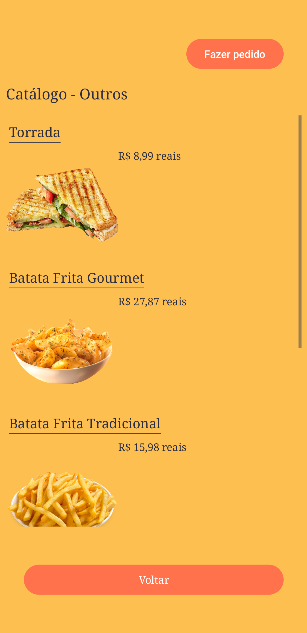 Fazer pedido
Catálogo - Outros
Torrada
R$ 8,99 reais
Batata Frita Gourmet
R$ 27,87 reais
Batata Frita Tradicional
R$ 15,98 reais
Voltar